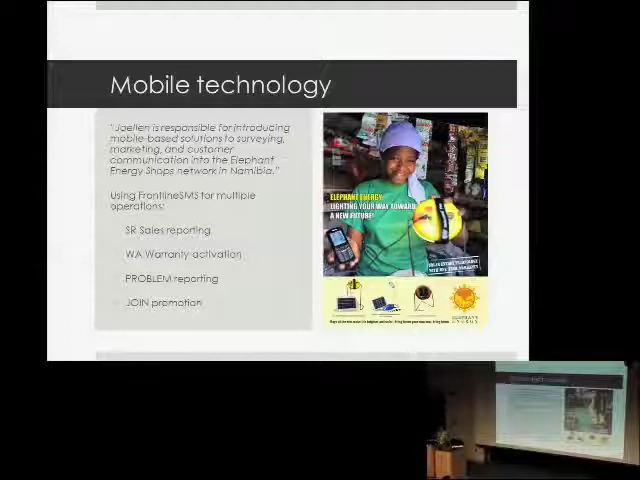 Mobile technology
"Joellen is responsible for introducing
mobile-based solutions to surveying,
marketing, and customer
communication into the Elephant
Energy Shops network in Namibia."
Using FrontlineSMS for multiple
operations:
SR Sales reporting
WA Warranty activation
PROBLEM reporting
JOIN promotion
ELEPHANT ENERGY
LIGHTING YOUR WAY TOWARD
A NEW FUTURE!